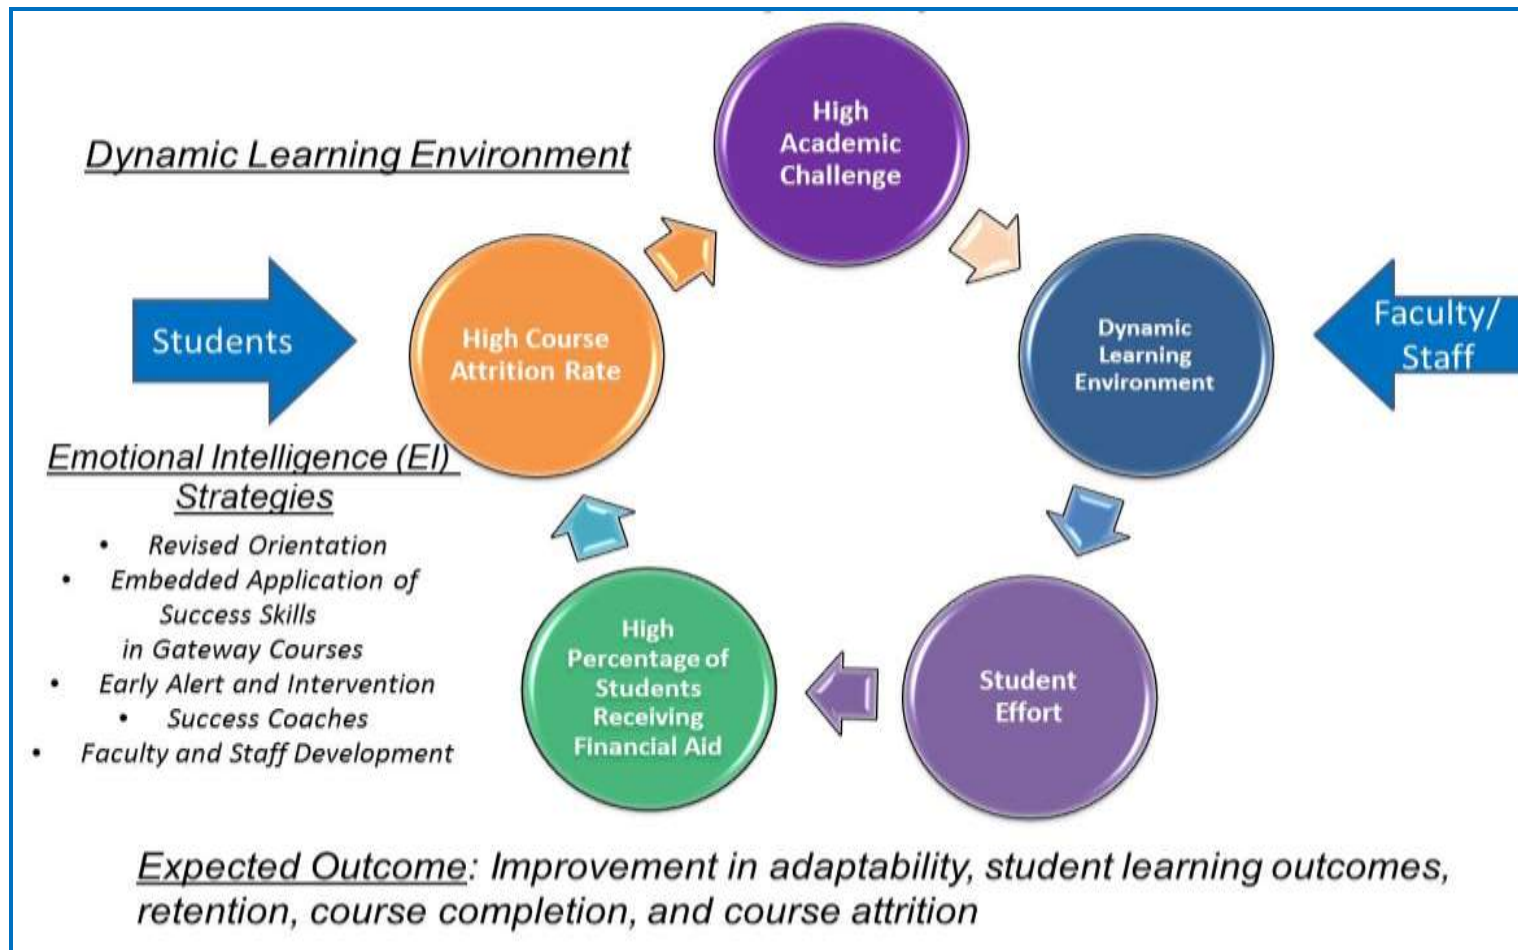 Dynamic Learning Environment
High
Academic
Challenge
Students
High Course
Attrition Rate
Dynamic
Learning
Environment
Faculty/
Staff
Emotional Intelligence (EI)
Strategies
• Revised Orientation
• Embedded Application of
Success Skills
in Gateway Courses
• Early Alert and Intervention
• Success Coaches
• Faculty and Staff Development
High
Percentage of
Students
Receiving
Financial Aid
Student
Effort
Expected Outcome: Improvement in adaptability, student learning outcomes,
retention, course completion, and course attrition